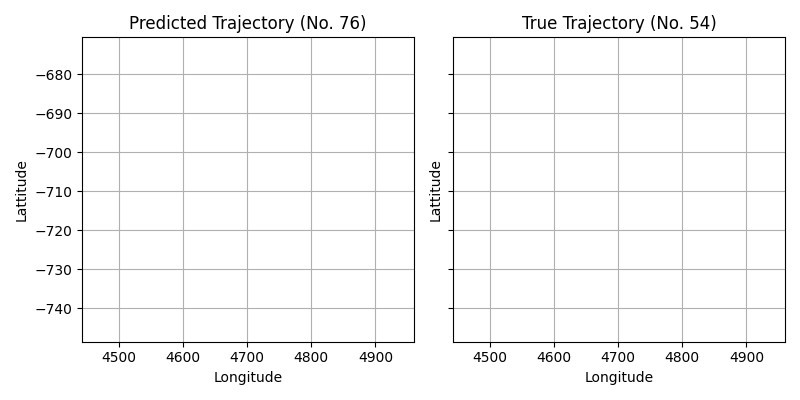 Predicted Trajectory (No. 76)
True Trajectory (No. 54)
−680
−690
−700
−710
−720
−730
−740
Lattitude
Lattitude
4500 4600 4700 4800 4900
4500 4600 4700 4800 4900
Longitude
Longitude